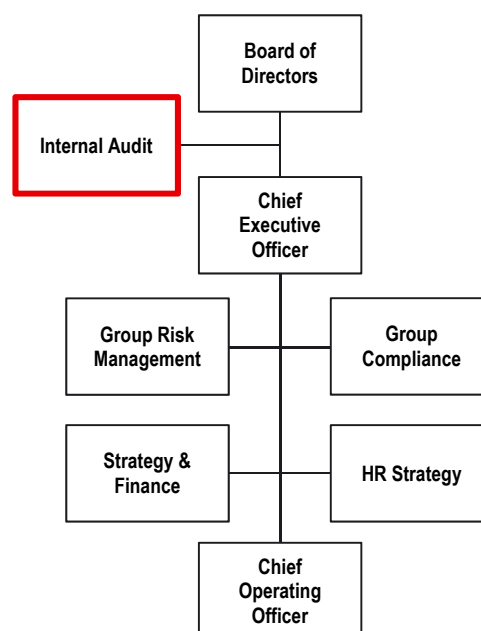 Board of
Directors
Internal Audit
Chief
Executive
Officer
Group Risk
Management
Group
Compliance
Strategy &
Finance
HR Strategy
Chief
Operating
Officer